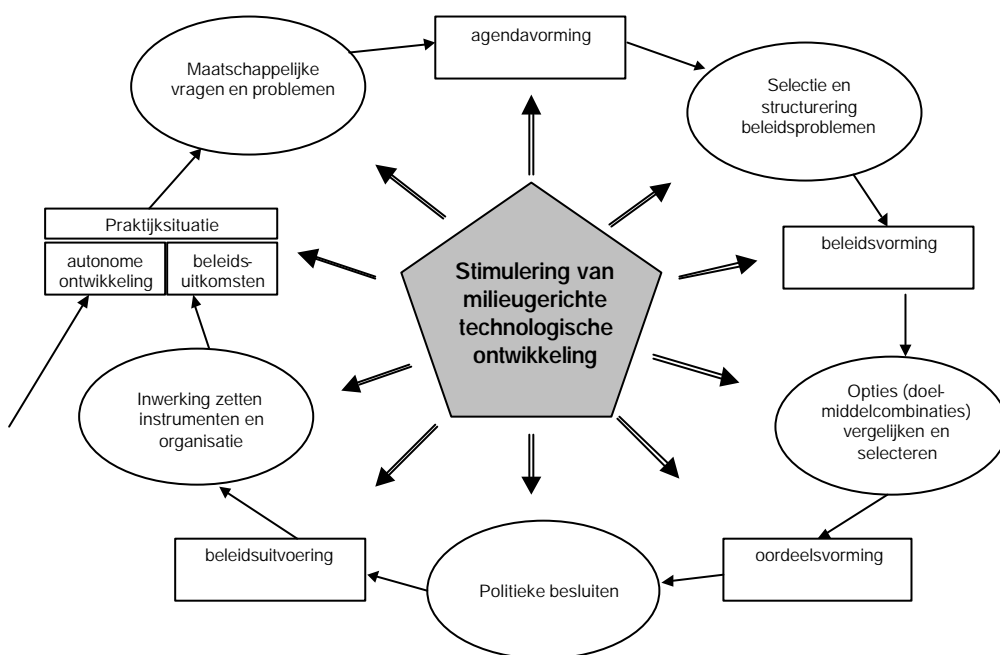 agendavorming
Maatschappelijke
vragen en problemen
Selectie en
structurering
beleidsproblemen
Praktijksituatie
autonome
ontwikkeling
beleids-
uitkomsten
beleidsvorming
Stimulering van
milieugerichte
technologische
ontwikkeling
Inwerking zetten
instrumenten en
organisatie
Opties (doel-
middelcombinaties)
vergelijken en
selecteren
beleidsuitvoering
oordeelsvorming
Politieke besluiten